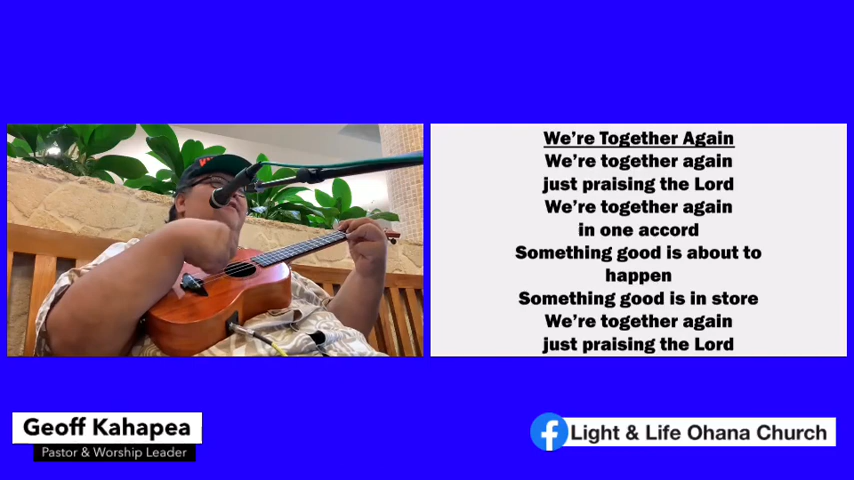 We're Together Again
We're together again
just praising the Lord
We're together again
in one accord
Something good is about to
happen
Something good is in store
We're together again
just praising the Lord
Geoff Kahapea
Pastor & Worship Leader
Light & Life Ohana Church